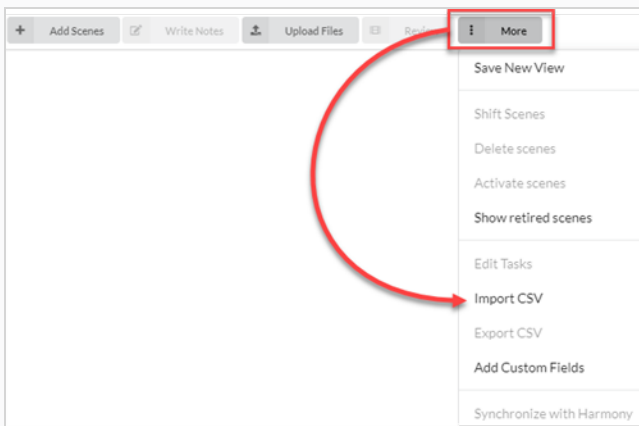 Add Scenes Write Notes Upload Files More
Save New View
Shift Scenes
Delete scenes
Activate scenes
Show retired scenes
Edit Tasks
Import CSV
Export CSV
Add Custom Fields
Synchronize with Harmony